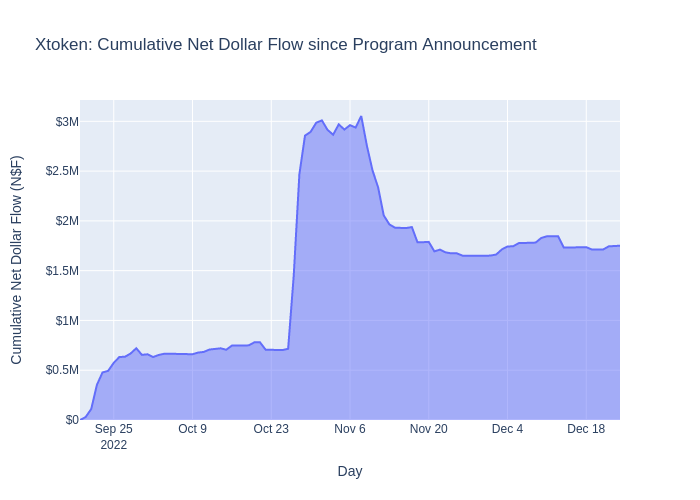 Xtoken: Cumulative Net Dollar Flow since Program Announcement
Cumulative Net Dollar Flow (N$F)
$3M
$2.5M
$2M
$1.5M
$1M
$0.5M
$0
Sep 25
2022
Oct 9
Oct 23
Nov 6
Nov 20
Dec 4
Dec 18
Day